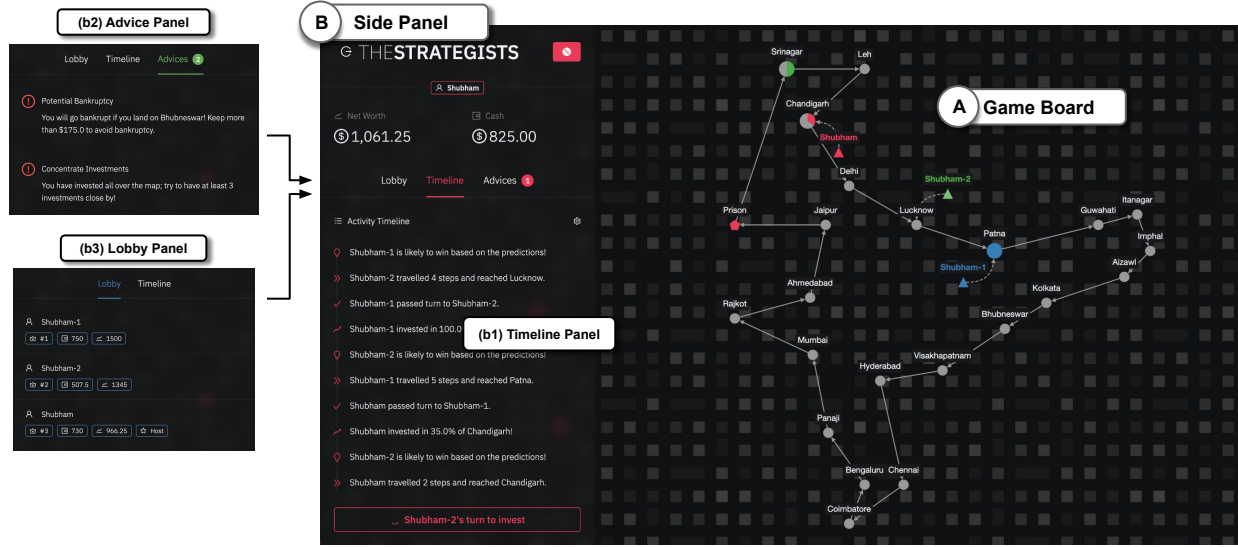 (b2) Advice Panel
Lobby Timeline Advices 2
Potential Bankruptcy
You will go bankrupt if you land on Bhubneswar! Keep more
than $175.0 to avoid bankruptcy.
Concentrate Investments
You have invested all over the map; try to have at least 3
investments close by!
(b3) Lobby Panel
Lobby Timeline
Shubham-1
#1 750 1500
Shubham-2
#2 507.5 1345
Shubham
#3 730 966.25 Host
B Side Panel
THESTRATEGISTS
Shubham
Net Worth Cash
$1,061.25 $825.00
Lobby Timeline Advices 1
Activity Timeline
Shubham-1 is likely to win based on the predictions!
Shubham-2 travelled 4 steps and reached Lucknow.
Shubham-1 passed turn to Shubham-2.
Shubham-1 invested in 100.0
(b1) Timeline Panel
Shubham-2 is likely to win based on the predictions!
Shubham-1 travelled 5 steps and reached Patna.
Shubham passed turn to Shubham-1.
Shubham invested in 35.0% of Chandigarh!
Shubham-2 is likely to win based on the predictions!
Shubham travelled 2 steps and reached Chandigarh.
Shubham-2's turn to invest
A Game Board
Srinagar
Leh
Chandigarh
Shubham
Delhi
Shubham-2
Prison
Jaipur
Lucknow
Patna
Guwahati
Itanagar
Imphal
Shubham-1
Aizawl
Ahmedabad
Kolkata
Rajkot
Bhubneswar
Mumbai
Visakhapatnam
Hyderabad
Panaji
Bengaluru
Chennai
Coimbatore